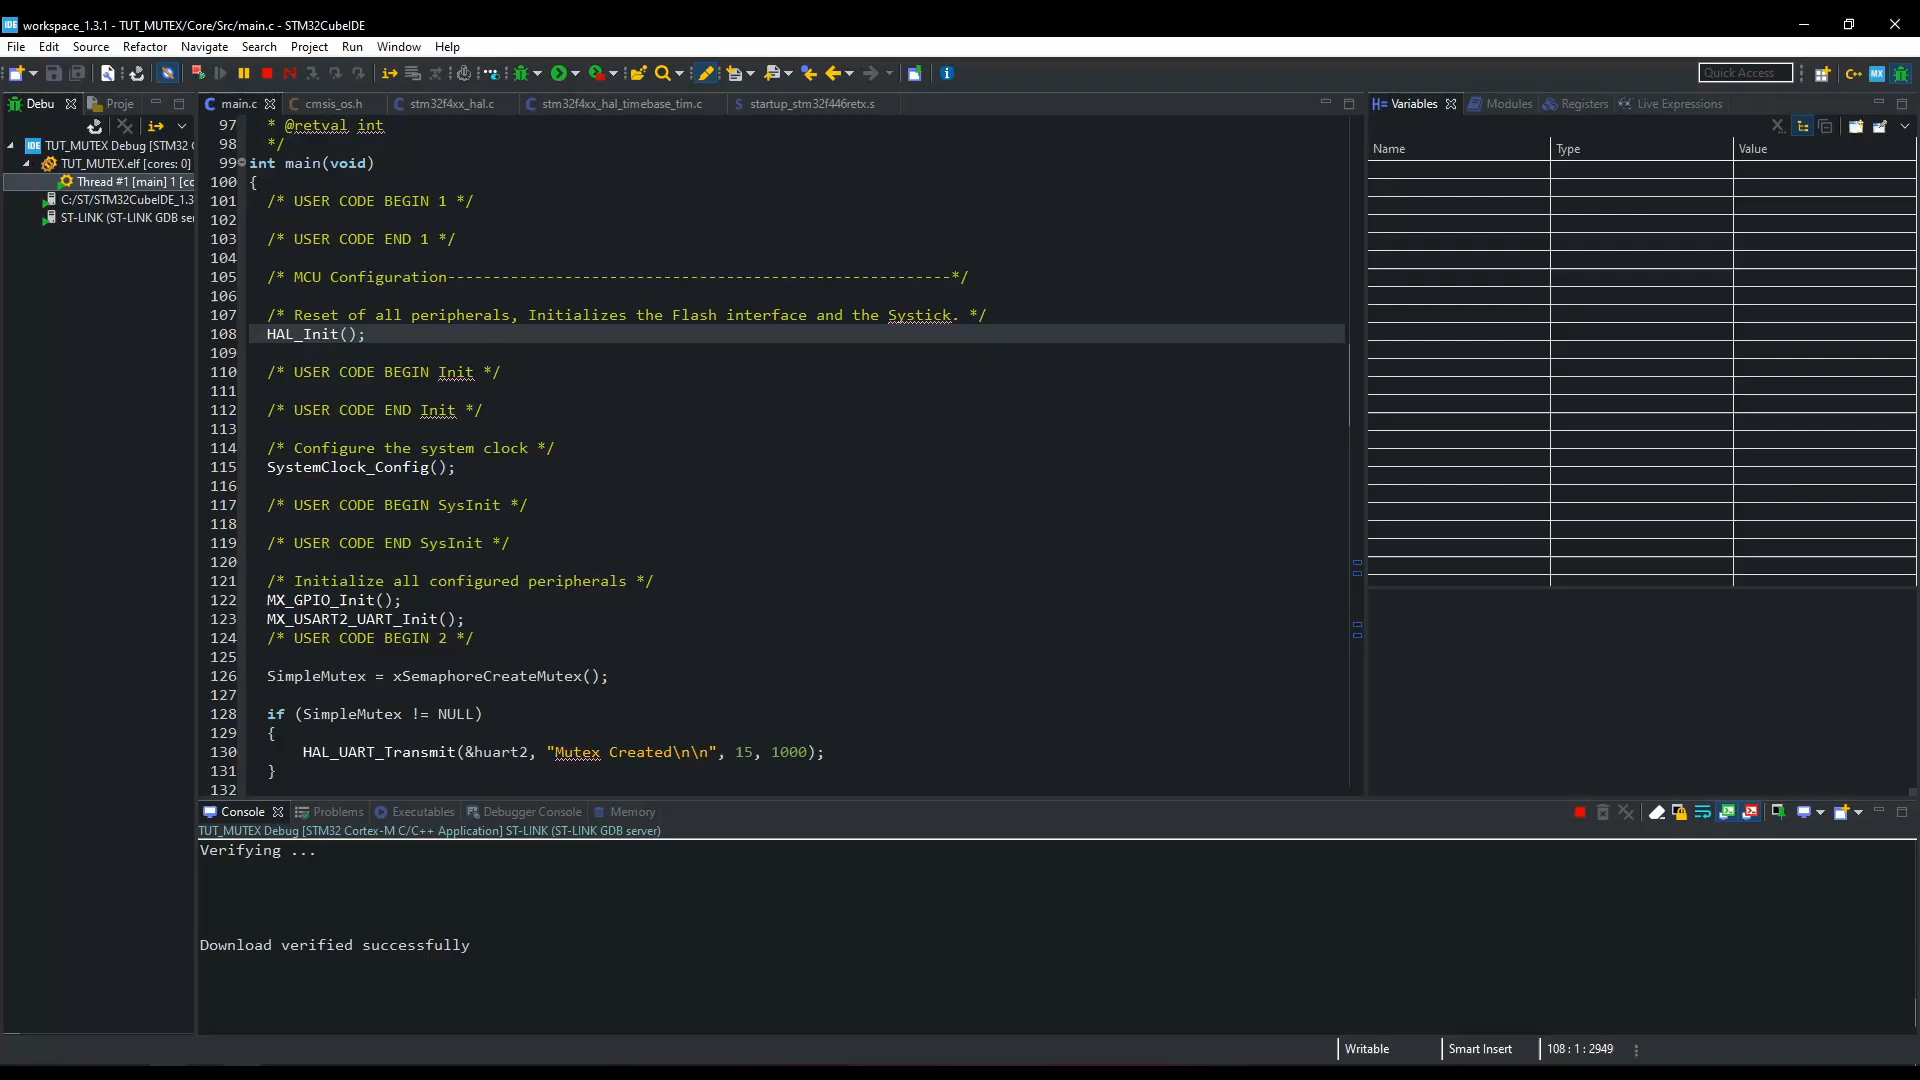 workspace_1.3.1 - TUT_MUTEX/Core/Src/main.c - STM32CubeIDE
File Edit Source Refactor Navigate Search Project Run Window Help
Quick Access
Debu Proje
main.c cmsis_os.h stm32f4xx_hal.c stm32f4xx_hal_timebase_tim.c startup_stm32f446retx.s
Variables Modules Registers Live Expressions
TUT_MUTEX Debug [STM32 C
TUT_MUTEX.elf [cores: 0]
Thread #1 [main] 1 [co
C:/ST/STM32CubeIDE_1.3
ST-LINK (ST-LINK GDB ser
97 * @retval int
98 */
99 int main(void)
100 {
101 /* USER CODE BEGIN 1 */
102
103 /* USER CODE END 1 */
104
105 /* MCU Configuration--------------------------------------------------------*/
106
107 /* Reset of all peripherals, Initializes the Flash interface and the Systick. */
108 HAL_Init();
109
110 /* USER CODE BEGIN Init */
111
112 /* USER CODE END Init */
113
114 /* Configure the system clock */
115 SystemClock_Config();
116
117 /* USER CODE BEGIN SysInit */
118
119 /* USER CODE END SysInit */
120
121 /* Initialize all configured peripherals */
122 MX_GPIO_Init();
123 MX_USART2_UART_Init();
124 /* USER CODE BEGIN 2 */
125
126 SimpleMutex = xSemaphoreCreateMutex();
127
128 if (SimpleMutex != NULL)
129 {
130 HAL_UART_Transmit(&huart2, "Mutex Created\n\n", 15, 1000);
131 }
132
Name Type Value
Console Problems Executables Debugger Console Memory
TUT_MUTEX Debug [STM32 Cortex-M C/C++ Application] ST-LINK (ST-LINK GDB server)
Verifying ...
Download verified successfully
Writable Smart Insert 108 : 1 : 2949